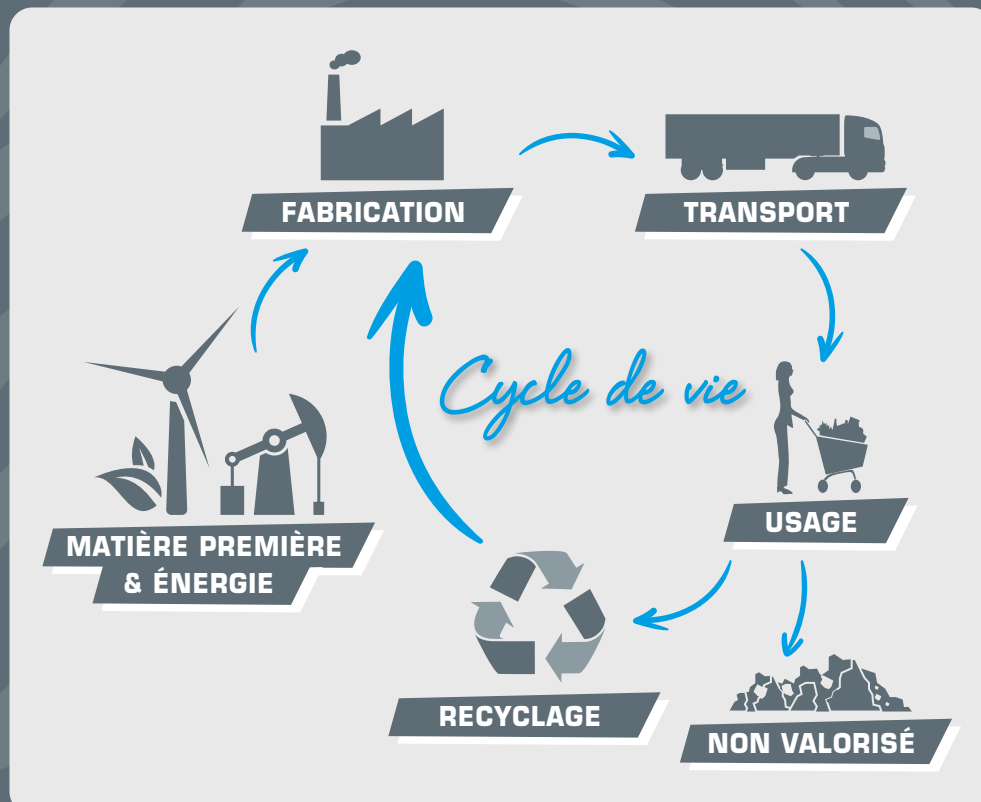 FABRICATION
TRANSPORT
Cycle de vie
USAGE
MATIÈRE PREMIÈRE
& ÉNERGIE
RECYCLAGE
NON VALORISÉ